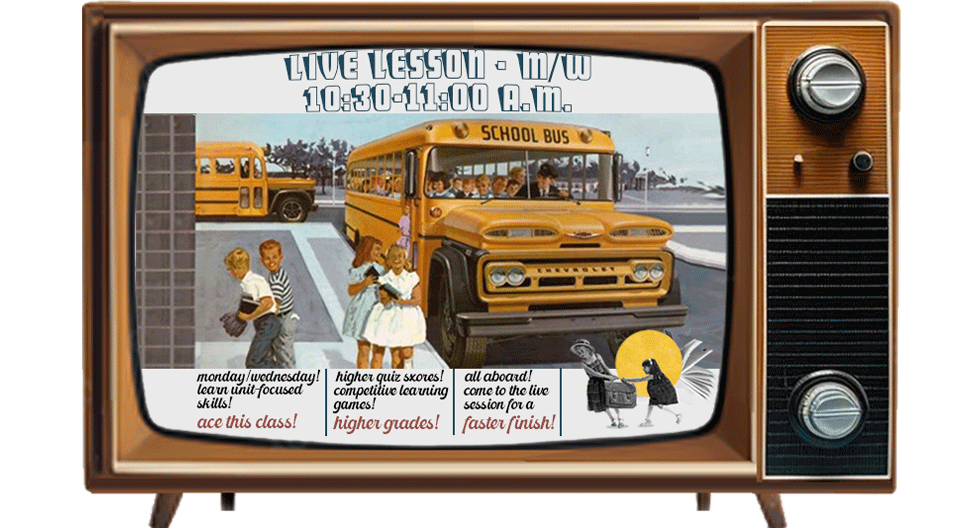 LIVE LESSON · M/W
10:30-11:00 A.M.
SCHOOL BUS
CHEVROLET
monday/wednesday!
learn unit-focused
skills!
ace this class!
higher quiz skores!
competitive learning
games!
higher grades!
all aboard!
come to the live
session for a
faster finish!